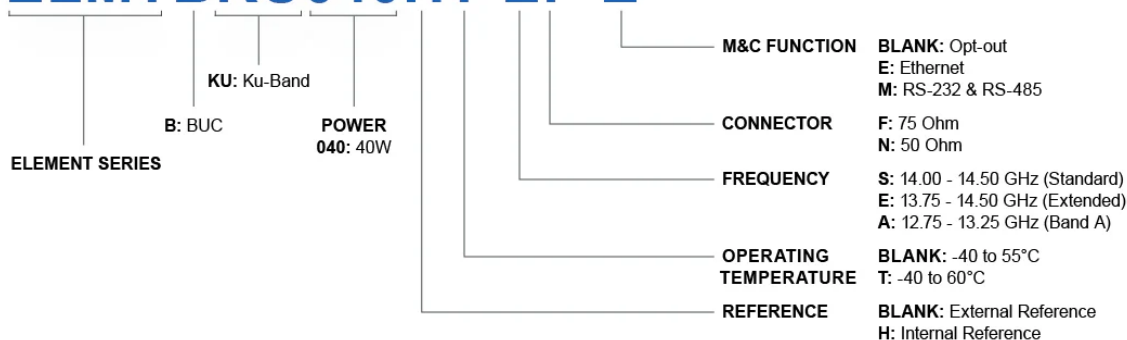 M&C FUNCTION BLANK: Opt-out
E: Ethernet
M: RS-232 & RS-485
KU: Ku-Band
B: BUC
POWER
040: 40W
ELEMENT SERIES
CONNECTOR F: 75 Ohm
N: 50 Ohm
FREQUENCY S: 14.00 - 14.50 GHz (Standard)
E: 13.75 - 14.50 GHz (Extended)
A: 12.75 - 13.25 GHz (Band A)
OPERATING BLANK: -40 to 55°C
TEMPERATURE T: -40 to 60°C
REFERENCE BLANK: External Reference
H: Internal Reference